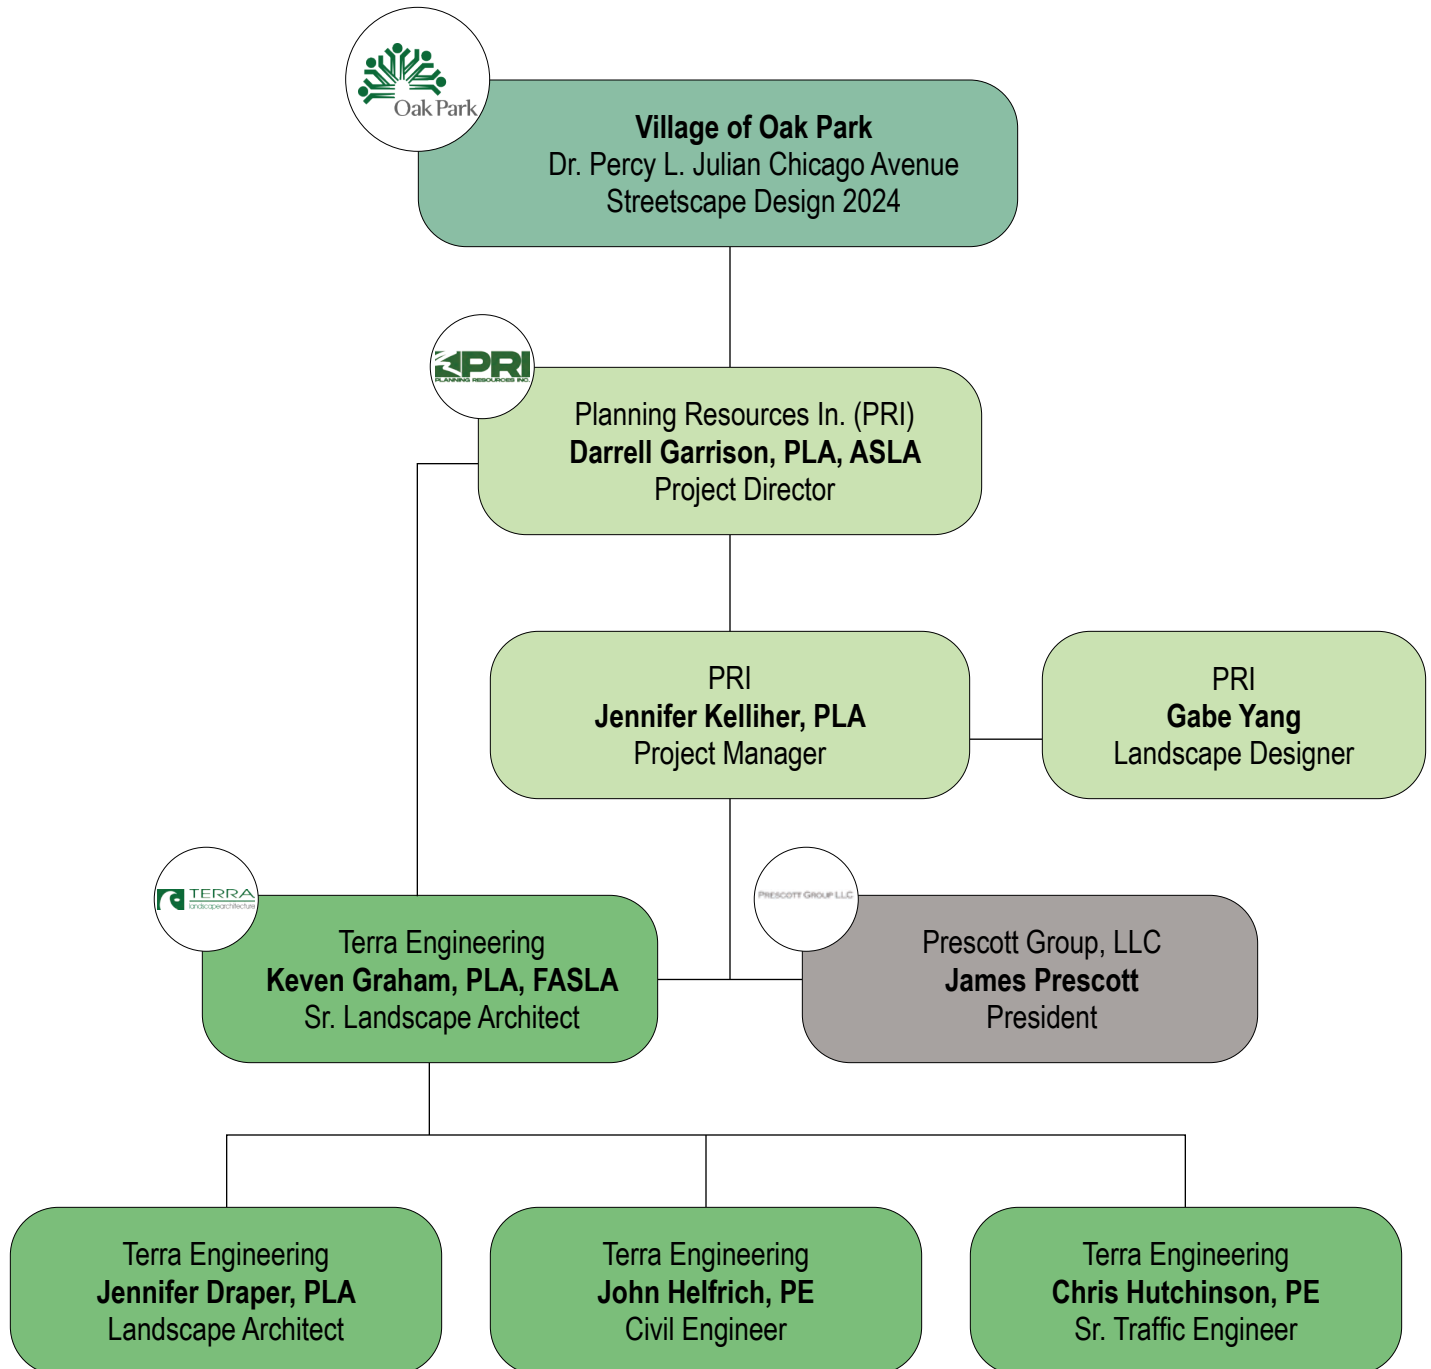 Oak Park
Village of Oak Park
Dr. Percy L. Julian Chicago Avenue
Streetscape Design 2024
PRI
PLANNING RESOURCES INC.
Planning Resources In. (PRI)
Darrell Garrison, PLA, ASLA
Project Director
PRI
Jennifer Kelliher, PLA
Project Manager
PRI
Gabe Yang
Landscape Designer
TERRA
landscapearchitecture
Terra Engineering
Keven Graham, PLA, FASLA
Sr. Landscape Architect
PRESCOTT GROUP LLC
Prescott Group, LLC
James Prescott
President
Terra Engineering
Jennifer Draper, PLA
Landscape Architect
Terra Engineering
John Helfrich, PE
Civil Engineer
Terra Engineering
Chris Hutchinson, PE
Sr. Traffic Engineer